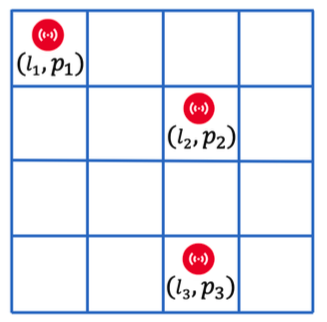 (l₁, p₁)
(l₂, p₂)
(l₃, p₃)